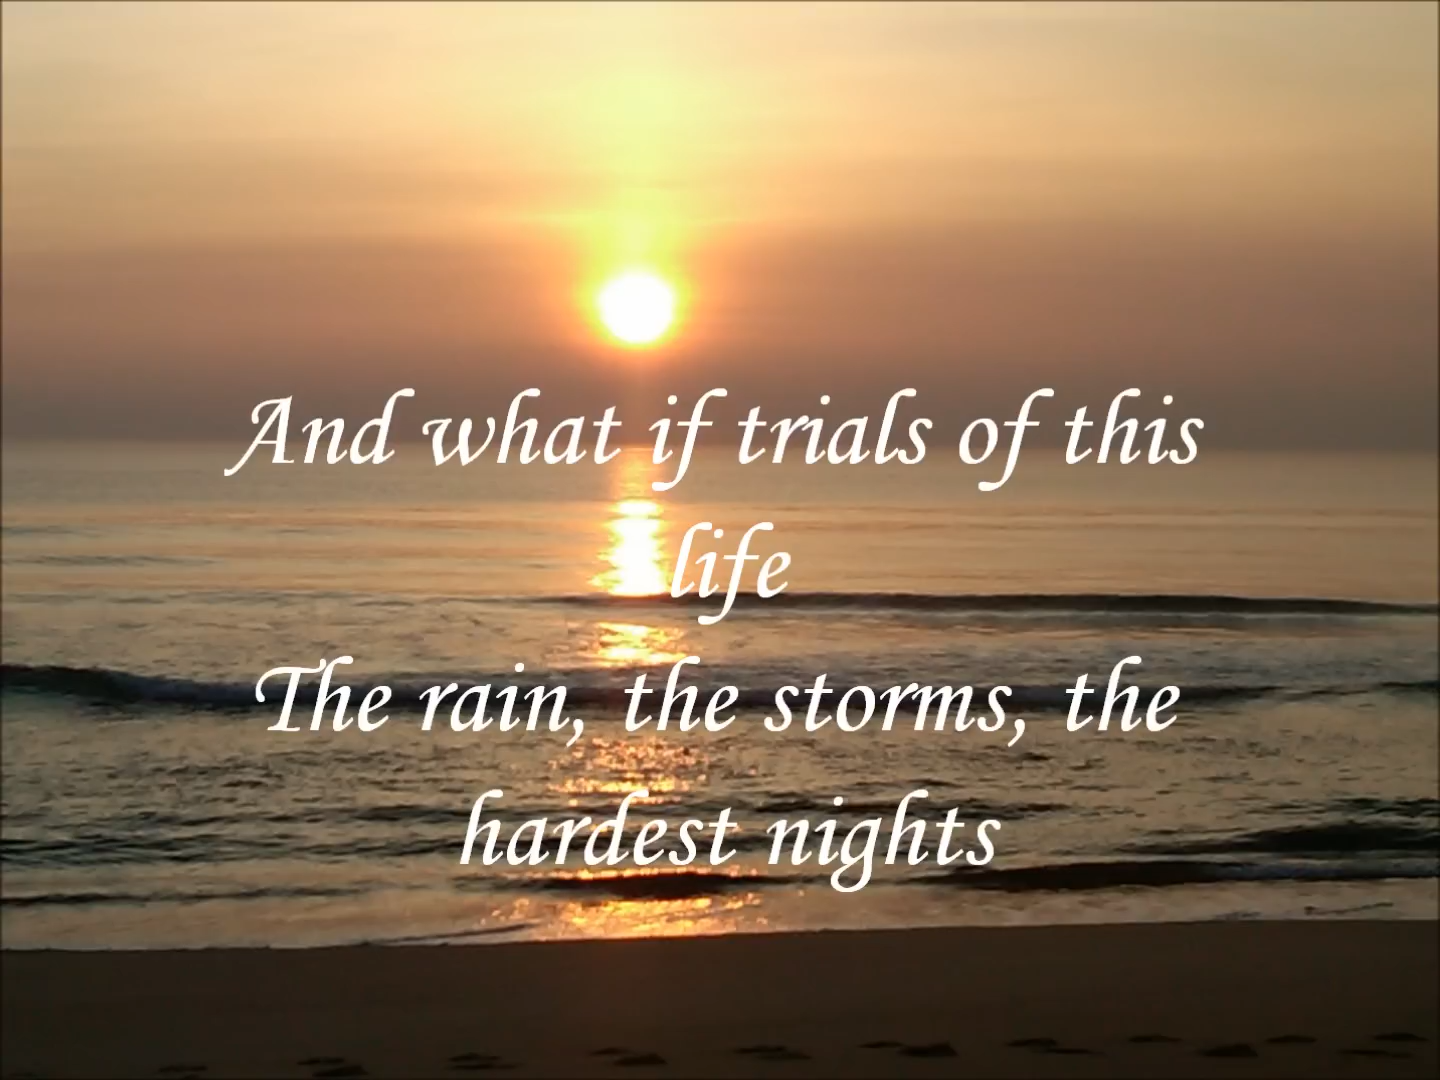 And what if trials of this
life
The rain, the storms, the
hardest nights